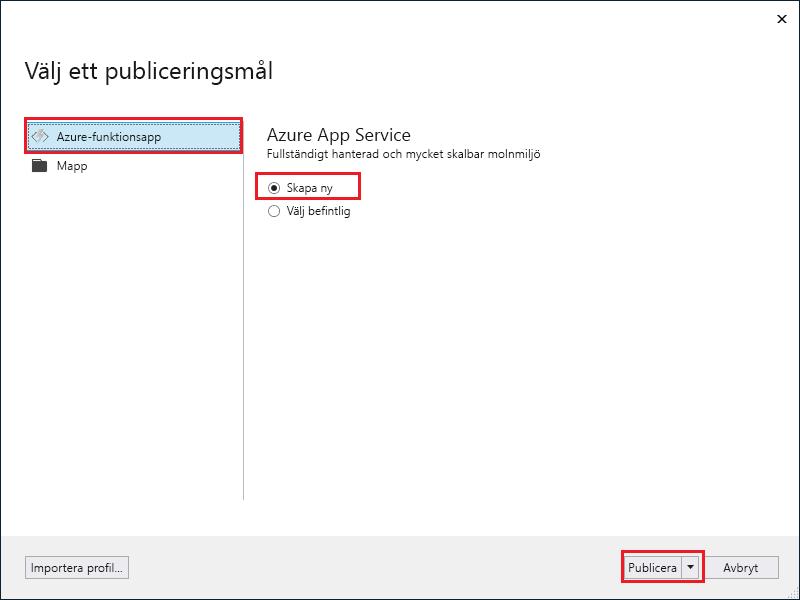 Välj ett publiceringsmål
Azure-funktionsapp
Mapp
Azure App Service
Fullständigt hanterad och mycket skalbar molnmiljö
Skapa ny
Välj befintlig
Importera profil...
Publicera
Avbryt